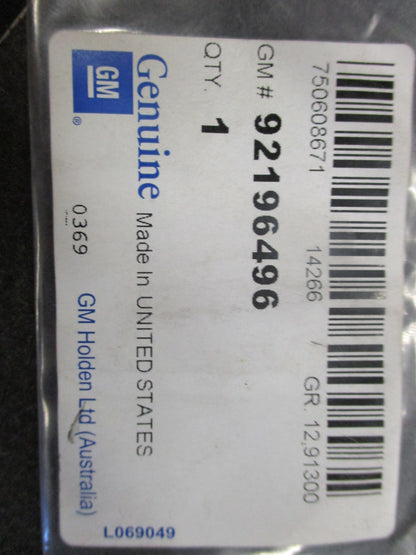 750608671 14266 / GR. 12,91300
GM # 92196496
QTY. 1
GM ® Genuine Made In UNITED STATES
0369 GM Holden Ltd (Australia)
L069049